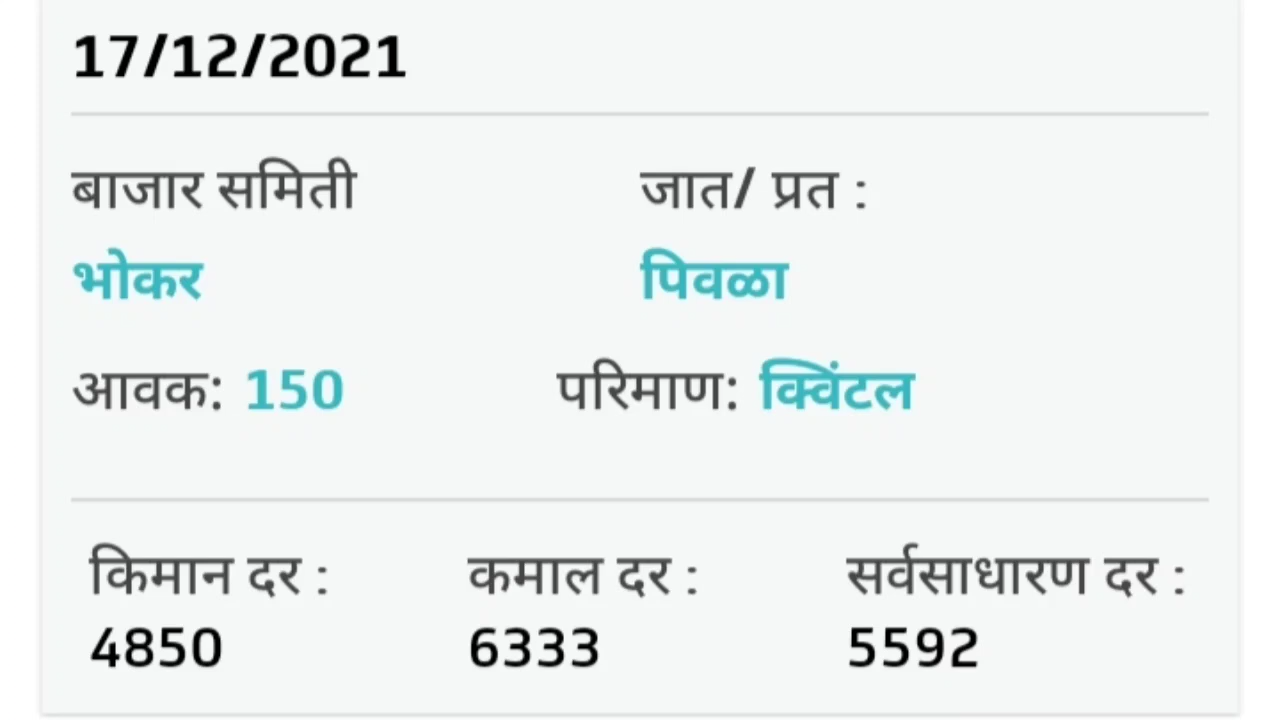 17/12/2021
बाजार समिती जात/ प्रत :
भोकर पिवळा
आवक: 150 परिमाण: क्विंटल
किमान दर : कमाल दर : सर्वसाधारण दर :
4850 6333 5592